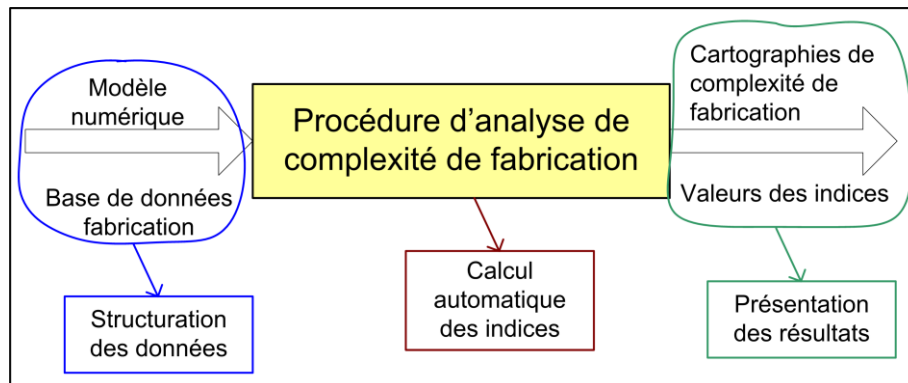 Modèle
numérique
Base de données
fabrication
Procédure d'analyse de
complexité de fabrication
Cartographies de
complexité de
fabrication
Valeurs des indices
Structuration
des données
Calcul
automatique
des indices
Présentation
des résultats